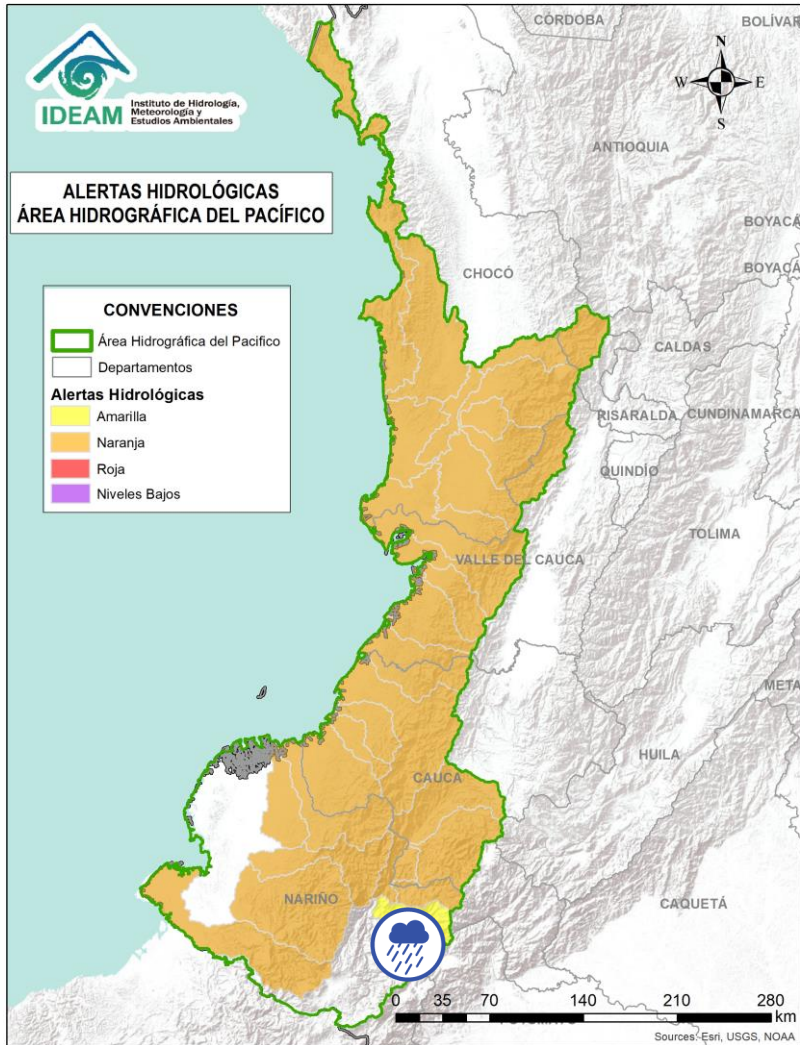 IDEAM
Instituto de Hidrología,
Meteorología y
Estudios Ambientales
ALERTAS HIDROLÓGICAS
ÁREA HIDROGRÁFICA DEL PACÍFICO
CONVENCIONES
Área Hidrográfica del Pacifico
Departamentos
Alertas Hidrológicas
Amarilla
Naranja
Roja
Niveles Bajos
N
W E
S
CÓRDOBA
BOLÍVAR
ANTIOQUIA
BOYACÁ
BOYACÁ
CHOCÓ
CALDAS
RISARALDA
CUNDINAMARCA
QUINDÍO
TOLIMA
VALLE DEL CAUCA
META
HUILA
CAUCA
NARIÑO
CAQUETÁ
0 35 70 140 210 280
km
Sources: Esri, USGS, NOAA